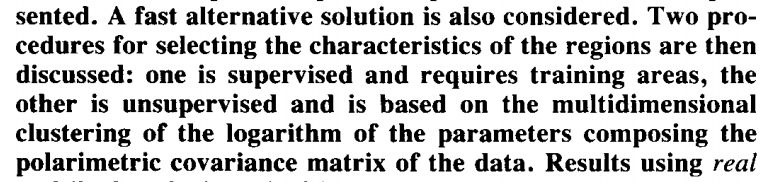 sented. A fast alternative solution is also considered. Two pro-
cedures for selecting the characteristics of the regions are then
discussed: one is supervised and requires training areas, the
other is unsupervised and is based on the multidimensional
clustering of the logarithm of the parameters composing the
polarimetric covariance matrix of the data. Results using real